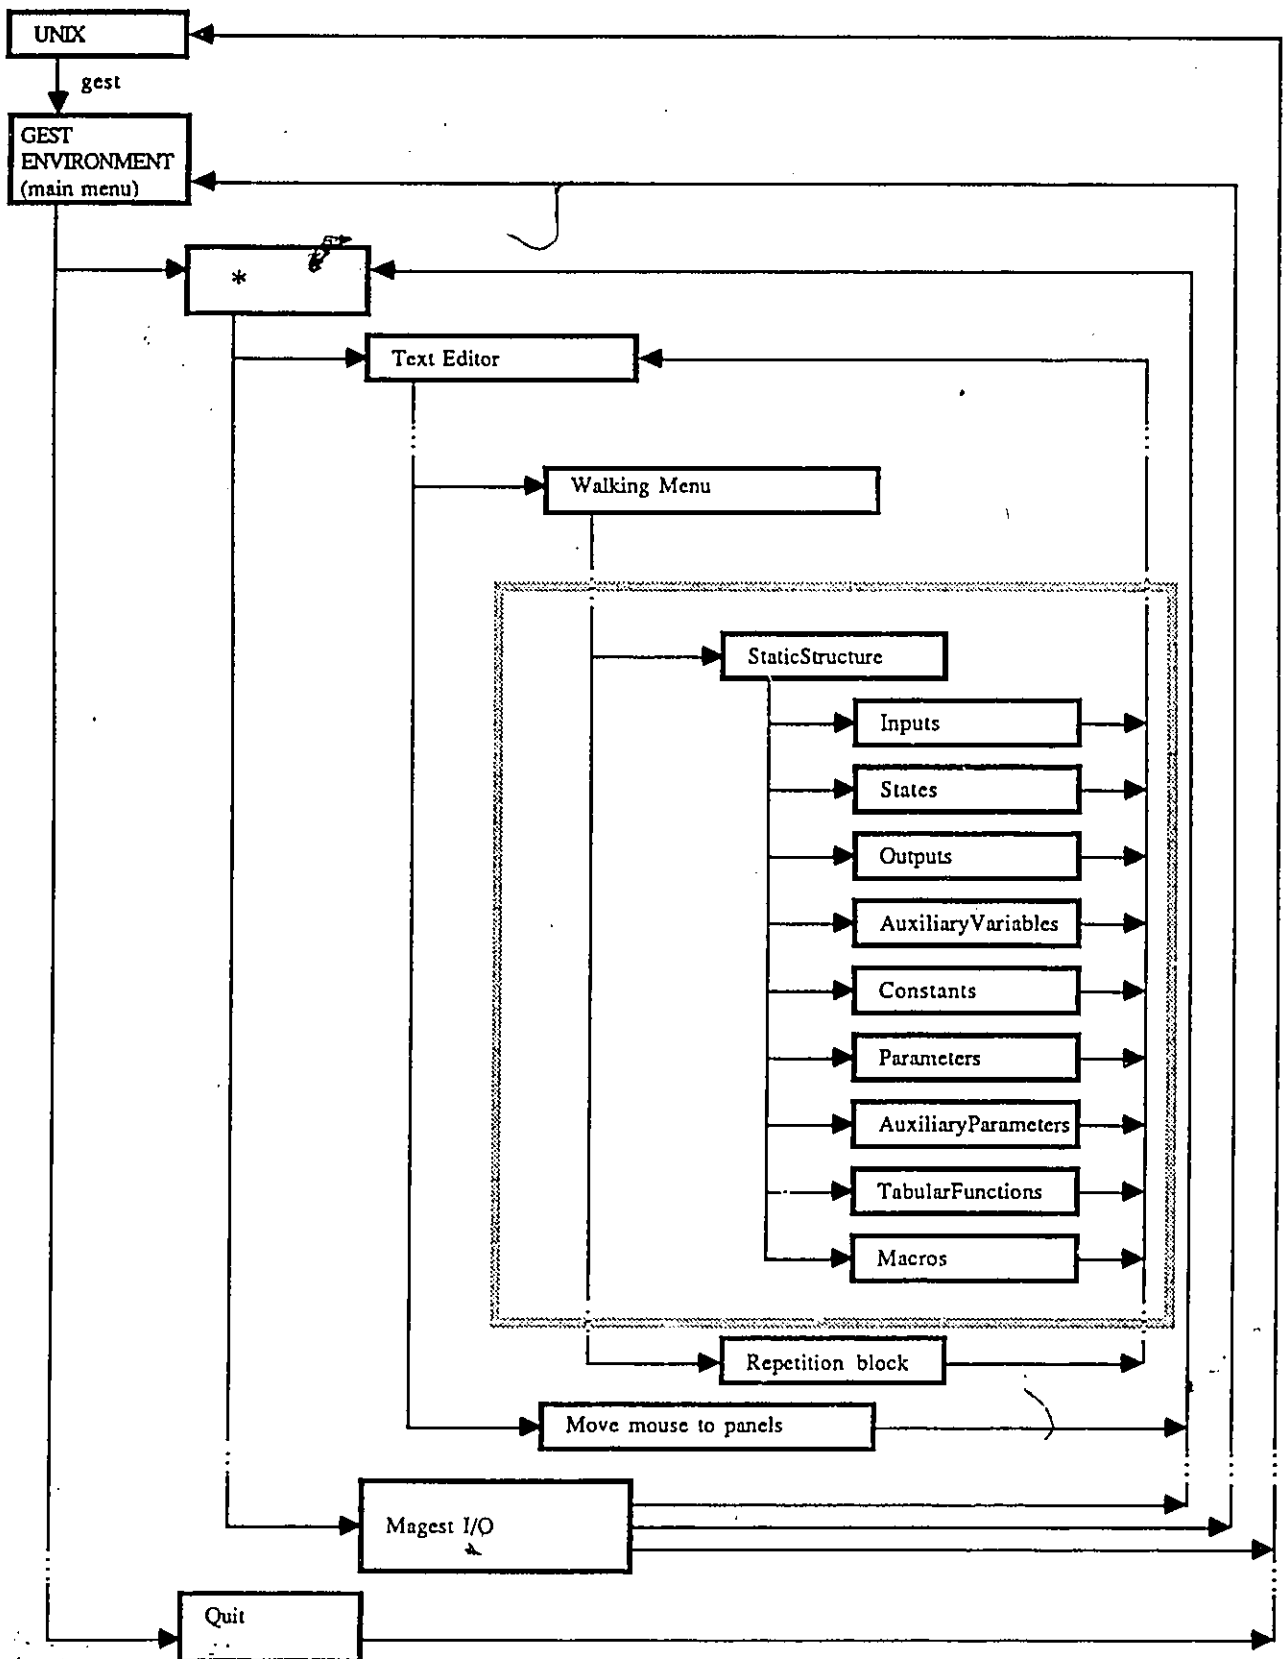 UNIX
gest
GEST
ENVIRONMENT
(main menu)
*
Text Editor
Walking Menu
StaticStructure
Inputs
States
Outputs
AuxiliaryVariables
Constants
Parameters
AuxiliaryParameters
TabularFunctions
Macros
Repetition block
Move mouse to panels
Magest I/O
Quit